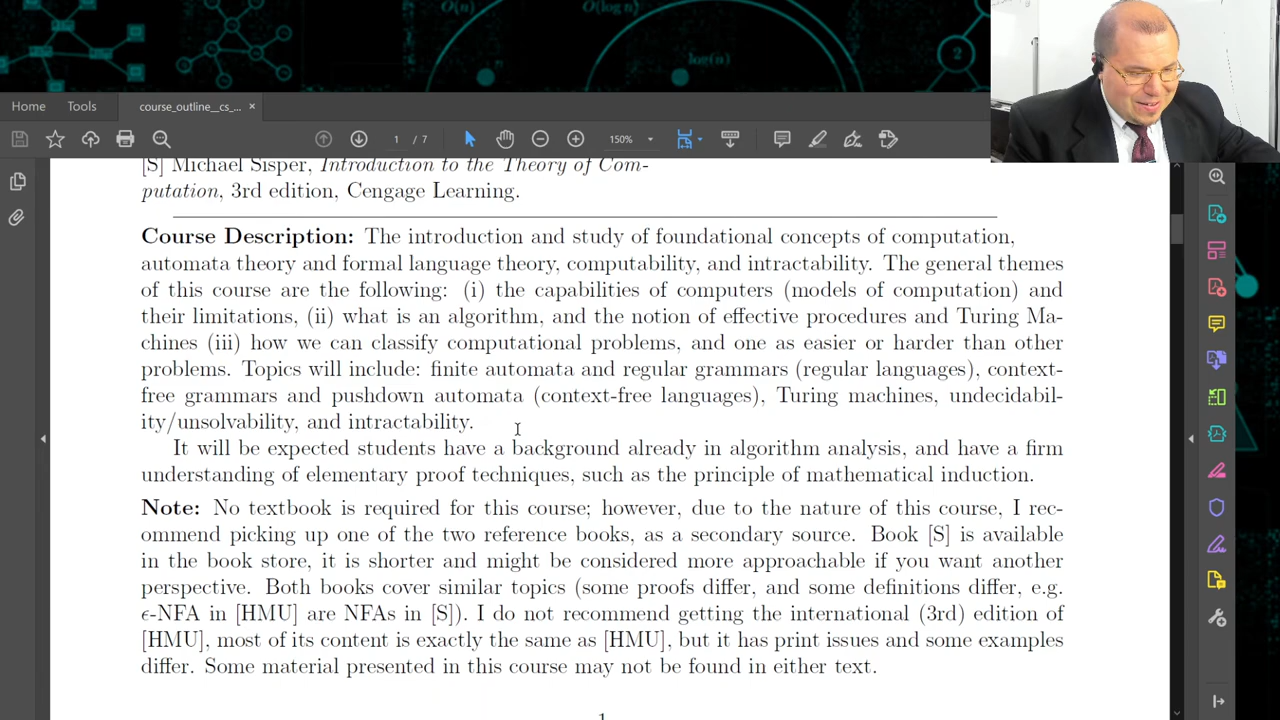 O(n)
O(log n)
log(n)
2
Home
Tools
course_outline__cs_...
×
1 / 7
150%
[S] Michael Sisper, Introduction to the Theory of Com-
putation, 3rd edition, Cengage Learning.
Course Description: The introduction and study of foundational concepts of computation,
automata theory and formal language theory, computability, and intractability. The general themes
of this course are the following: (i) the capabilities of computers (models of computation) and
their limitations, (ii) what is an algorithm, and the notion of effective procedures and Turing Ma-
chines (iii) how we can classify computational problems, and one as easier or harder than other
problems. Topics will include: finite automata and regular grammars (regular languages), context-
free grammars and pushdown automata (context-free languages), Turing machines, undecidabil-
ity/unsolvability, and intractability.
It will be expected students have a background already in algorithm analysis, and have a firm
understanding of elementary proof techniques, such as the principle of mathematical induction.
Note: No textbook is required for this course; however, due to the nature of this course, I rec-
ommend picking up one of the two reference books, as a secondary source. Book [S] is available
in the book store, it is shorter and might be considered more approachable if you want another
perspective. Both books cover similar topics (some proofs differ, and some definitions differ, e.g.
ϵ-NFA in [HMU] are NFAs in [S]). I do not recommend getting the international (3rd) edition of
[HMU], most of its content is exactly the same as [HMU], but it has print issues and some examples
differ. Some material presented in this course may not be found in either text.
1